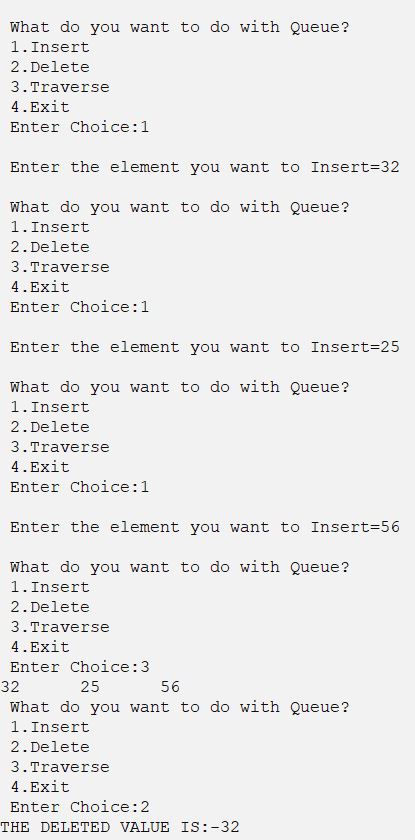 What do you want to do with Queue?
1.Insert
2.Delete
3.Traverse
4.Exit
Enter Choice:1
Enter the element you want to Insert=32
What do you want to do with Queue?
1.Insert
2.Delete
3.Traverse
4.Exit
Enter Choice:1
Enter the element you want to Insert=25
What do you want to do with Queue?
1.Insert
2.Delete
3.Traverse
4.Exit
Enter Choice:1
Enter the element you want to Insert=56
What do you want to do with Queue?
1.Insert
2.Delete
3.Traverse
4.Exit
Enter Choice:3
32      25      56
What do you want to do with Queue?
1.Insert
2.Delete
3.Traverse
4.Exit
Enter Choice:2
THE DELETED VALUE IS:-32